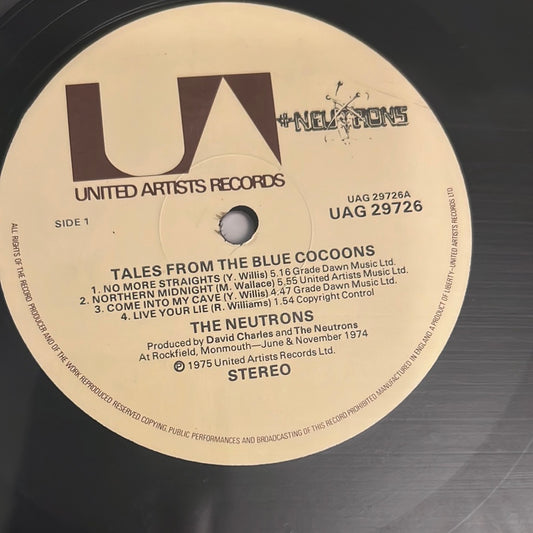 UA
NEUTRONS
UNITED ARTISTS RECORDS
UAG 29726A
SIDE 1
UAG 29726
TALES FROM THE BLUE COCOONS
1. NO MORE STRAIGHTS (Y. Willis) 5.16 Grade Dawn Music Ltd.
2. NORTHERN MIDNIGHT (M. Wallace) 5.55 United Artists Music Ltd.
3. COME INTO MY CAVE (Y. Willis) 4.47 Grade Dawn Music Ltd.
4. LIVE YOUR LIE (R. Williams) 1.54 Copyright Control
THE NEUTRONS
Produced by David Charles and The Neutrons
At Rockfield, Monmouth—June & November 1974
Ⓟ 1975 United Artists Records Ltd.
STEREO
ALL RIGHTS OF THE RECORD PRODUCER AND OF THE WORK REPRODUCED RESERVED COPYING, PUBLIC PERFORMANCES AND BROADCASTING OF THIS RECORD PROHIBITED MANUFACTURED IN ENGLAND A PRODUCT OF LIBERTY–UNITED ARTISTS RECORDS LTD.